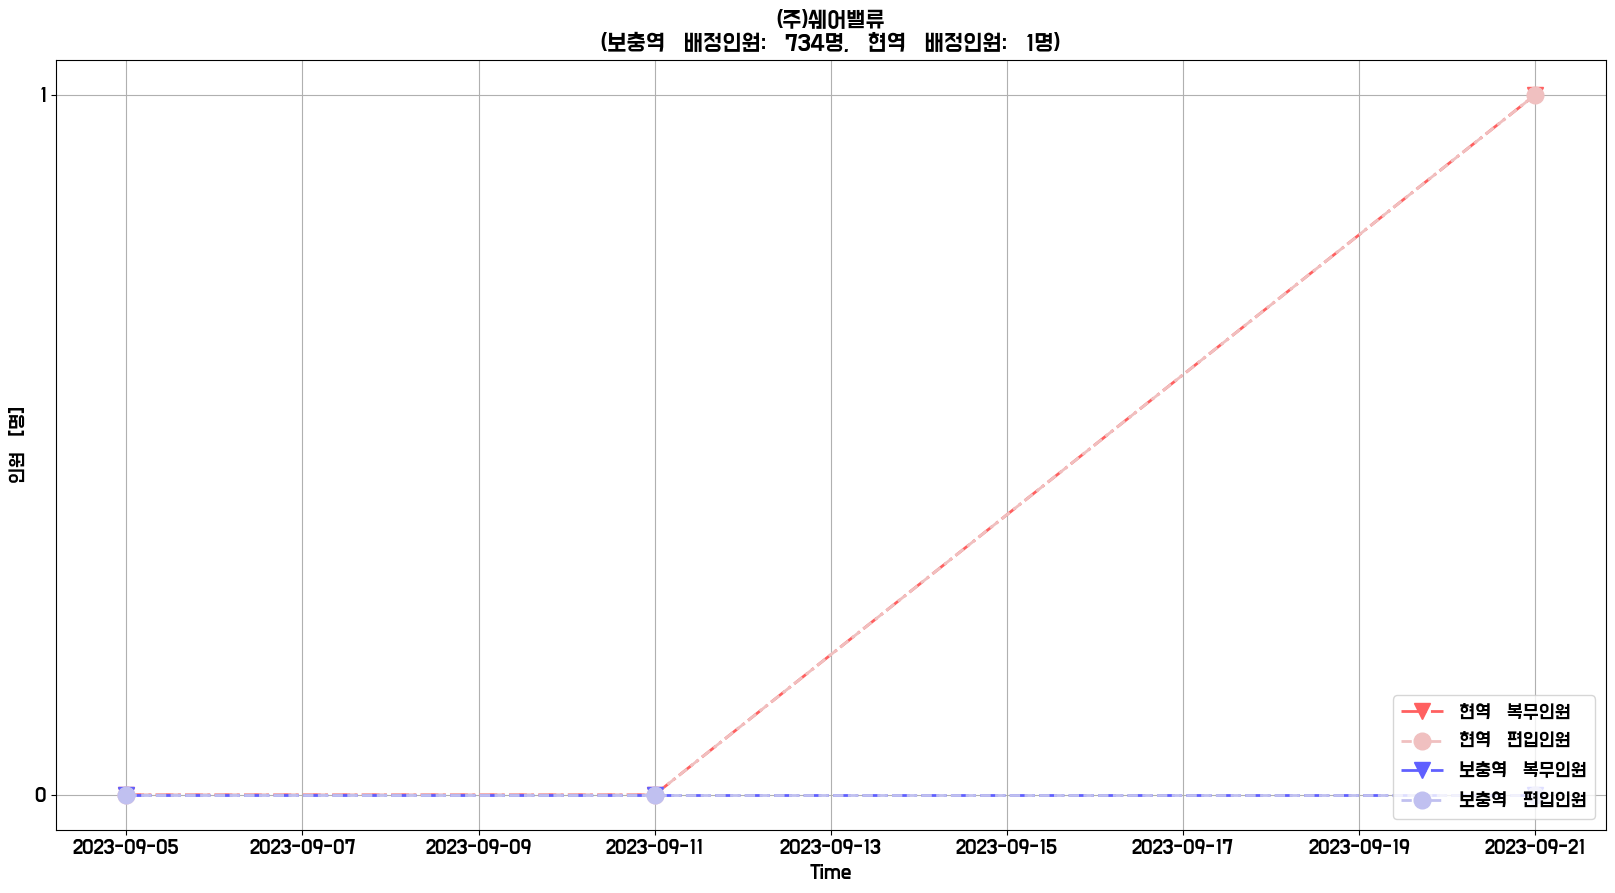 (주)쉐어밸류
(보충역 배정인원: 734명, 현역 배정인원: 1명)
1
0
인원 [명]
2023-09-05 2023-09-07 2023-09-09 2023-09-11 2023-09-13 2023-09-15 2023-09-17 2023-09-19 2023-09-21
Time
현역 복무인원
현역 편입인원
보충역 복무인원
보충역 편입인원